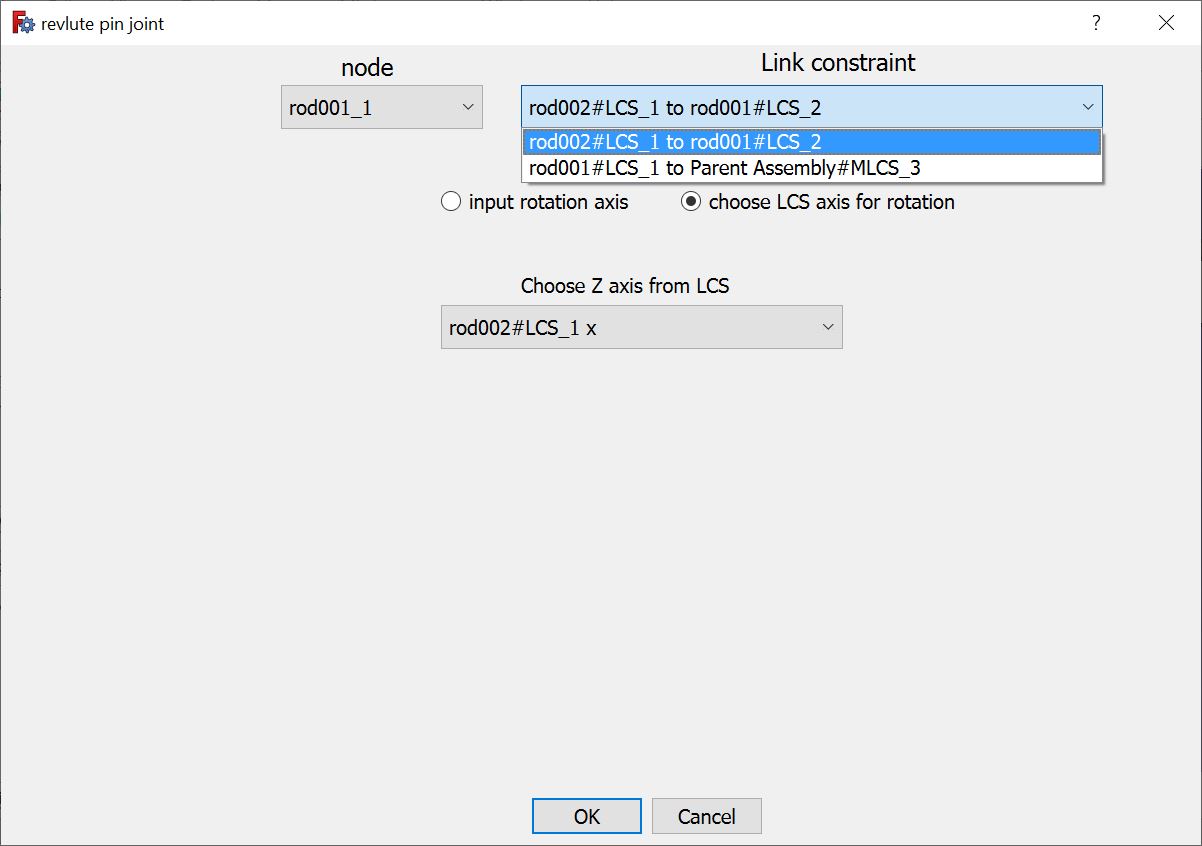 revlute pin joint
?
node
Link constraint
rod001_1
rod002#LCS_1 to rod001#LCS_2
rod002#LCS_1 to rod001#LCS_2
rod001#LCS_1 to Parent Assembly#MLCS_3
input rotation axis
choose LCS axis for rotation
Choose Z axis from LCS
rod002#LCS_1 x
OK
Cancel